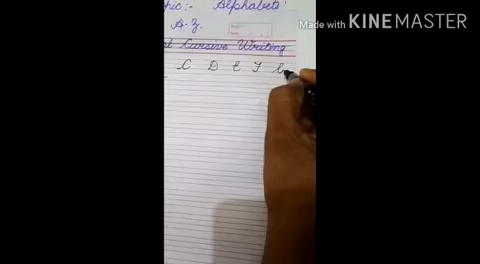 Made with KINEMASTER
:- Alphabets
A-Z.
Cursive Writing
C D E F